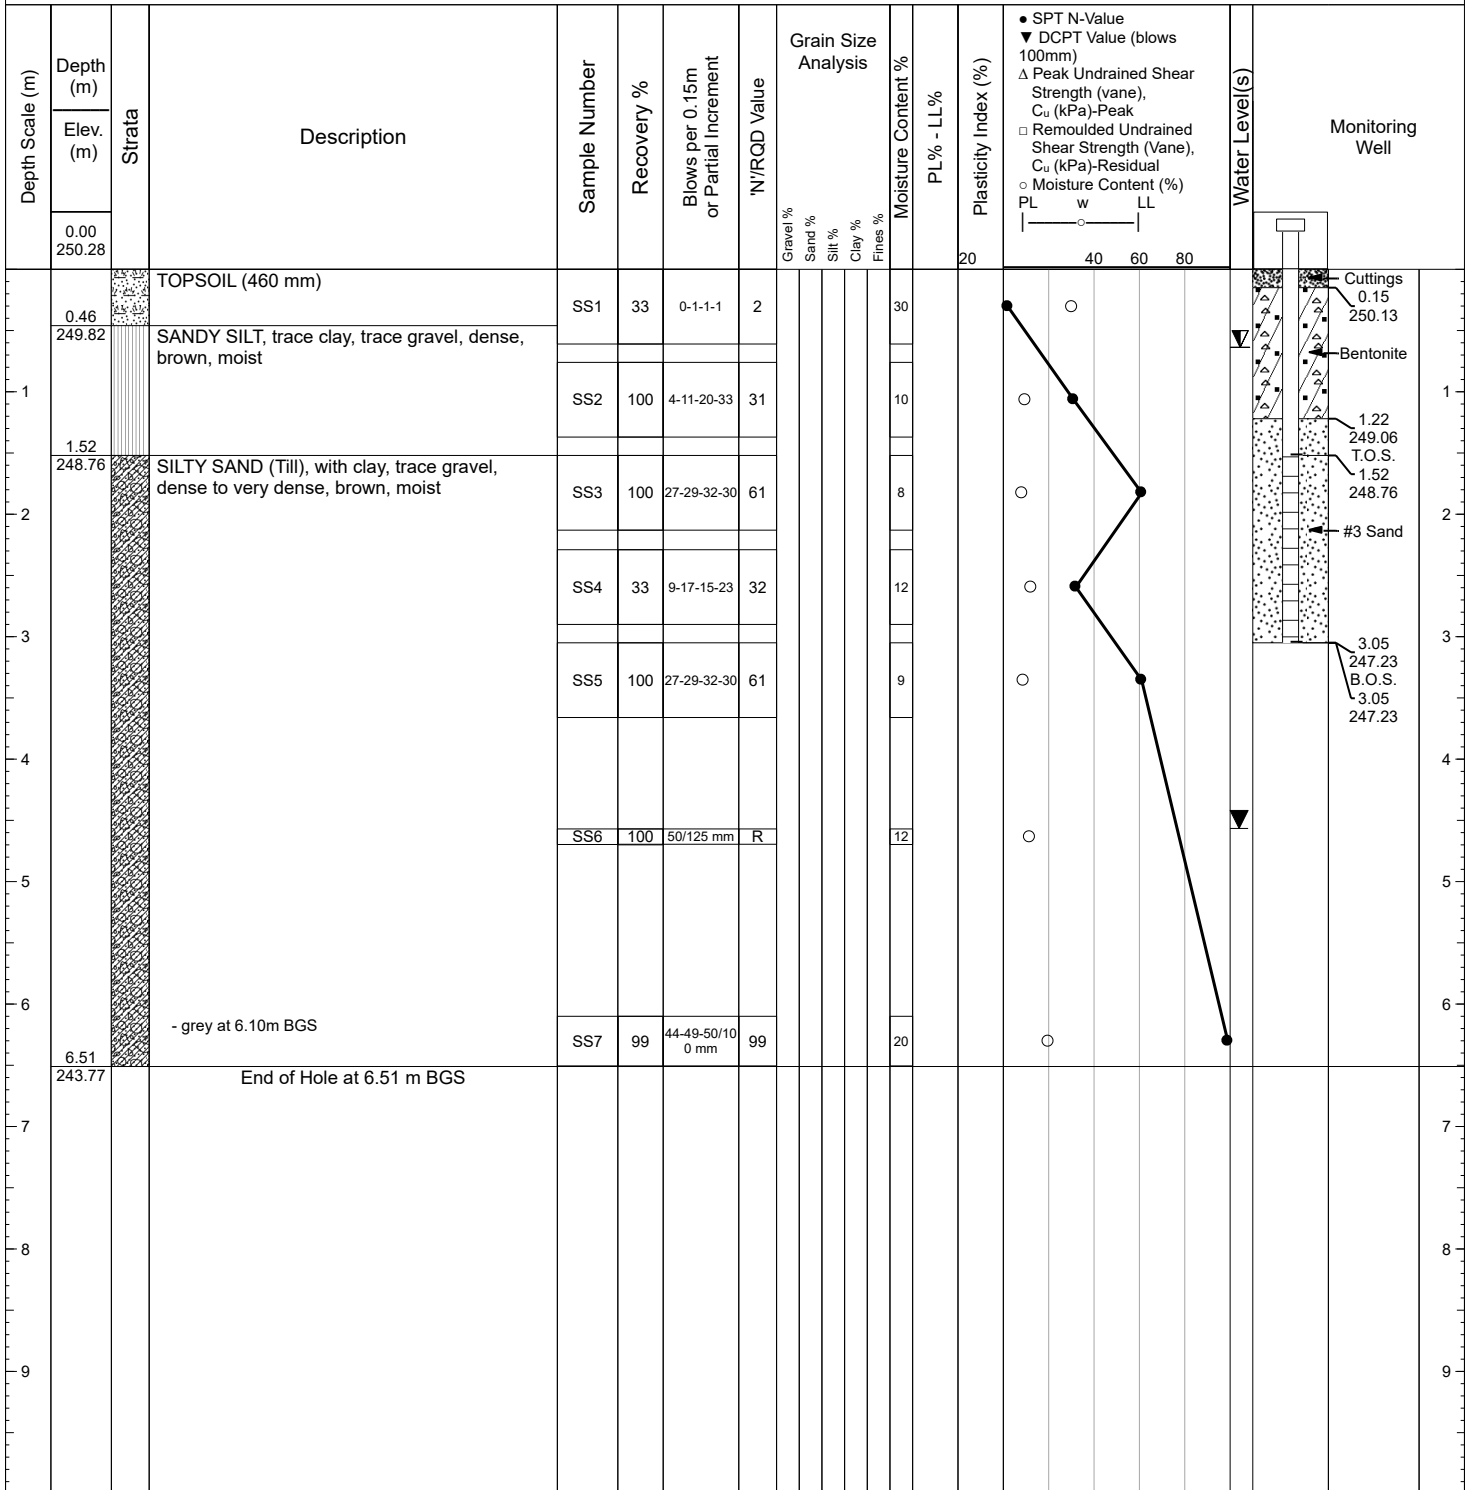 Depth Scale (m)
Depth
(m)
Elev.
(m)
0.00
250.28
Strata
Description
Sample Number
Recovery %
Blows per 0.15m
or Partial Increment
'N'/RQD Value
Grain Size
Analysis
Gravel %
Sand %
Silt %
Clay %
Fines %
Moisture Content %
PL% - LL%
Plasticity Index (%)
● SPT N-Value
▼ DCPT Value (blows
100mm)
Δ Peak Undrained Shear
Strength (vane),
Cu (kPa)-Peak
□ Remoulded Undrained
Shear Strength (Vane),
Cu (kPa)-Residual
○ Moisture Content (%)
PL w LL
20 40 60 80
Water Level(s)
Monitoring
Well
TOPSOIL (460 mm)
0.46
249.82
SANDY SILT, trace clay, trace gravel, dense,
brown, moist
1.52
248.76
SILTY SAND (Till), with clay, trace gravel,
dense to very dense, brown, moist
- grey at 6.10m BGS
6.51
243.77
End of Hole at 6.51 m BGS
SS1 33 0-1-1-1 2 30
SS2 100 4-11-20-33 31 10
SS3 100 27-29-32-30 61 8
SS4 33 9-17-15-23 32 12
SS5 100 27-29-32-30 61 9
SS6 100 50/125 mm R 12
SS7 99 44-49-50/10
0 mm 99 20
Cuttings
0.15
250.13
Bentonite
1.22
249.06
T.O.S.
1.52
248.76
#3 Sand
3.05
247.23
B.O.S.
3.05
247.23
1
2
3
4
5
6
7
8
9
1
2
3
4
5
6
7
8
9